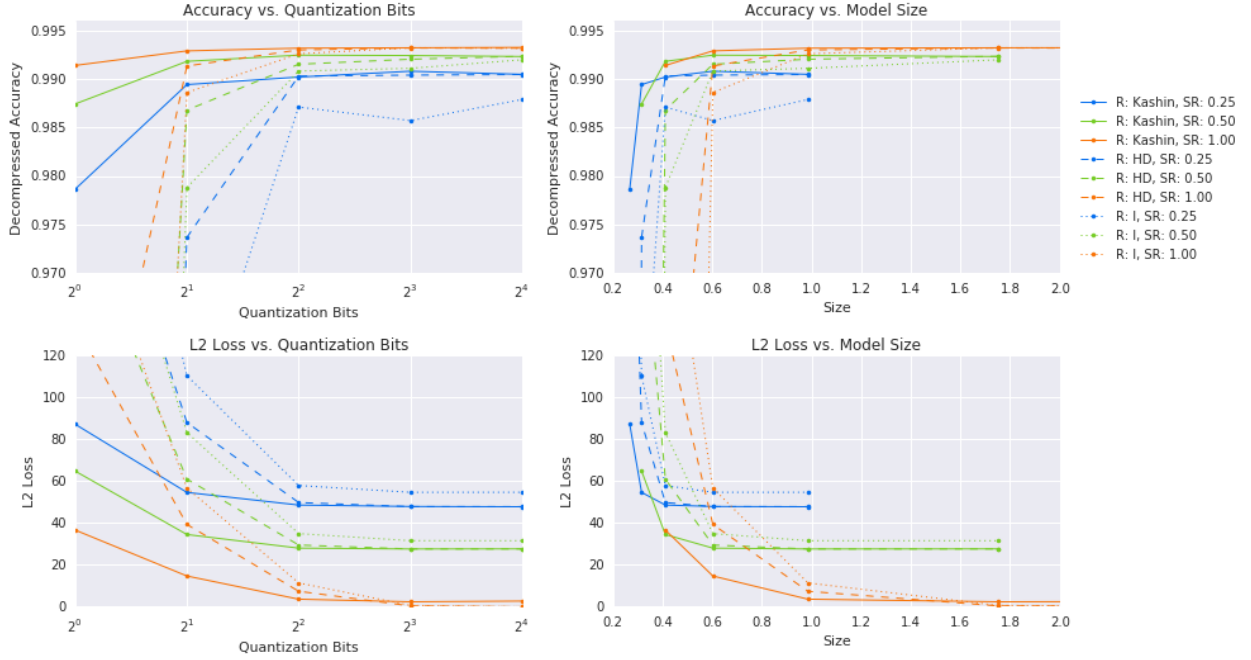 Accuracy vs. Quantization Bits
0.995
0.990
0.985
0.980
0.975
0.970
Decompressed Accuracy
2^0 2^1 2^2 2^3 2^4
Quantization Bits
Accuracy vs. Model Size
0.995
0.990
0.985
0.980
0.975
0.970
Decompressed Accuracy
0.2 0.4 0.6 0.8 1.0 1.2 1.4 1.6 1.8 2.0
Size
R: Kashin, SR: 0.25
R: Kashin, SR: 0.50
R: Kashin, SR: 1.00
R: HD, SR: 0.25
R: HD, SR: 0.50
R: HD, SR: 1.00
R: I, SR: 0.25
R: I, SR: 0.50
R: I, SR: 1.00
L2 Loss vs. Quantization Bits
120
100
80
60
40
20
0
L2 Loss
2^0 2^1 2^2 2^3 2^4
Quantization Bits
L2 Loss vs. Model Size
120
100
80
60
40
20
0
L2 Loss
0.2 0.4 0.6 0.8 1.0 1.2 1.4 1.6 1.8 2.0
Size